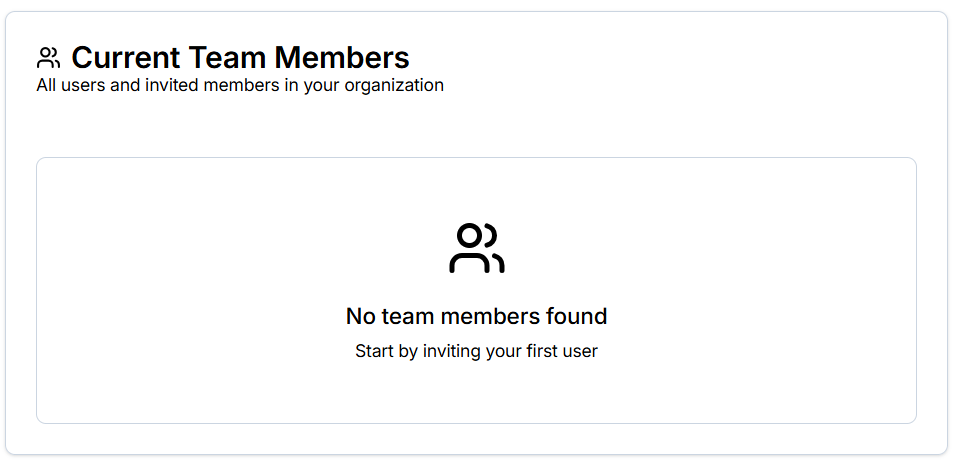 Current Team Members
All users and invited members in your organization
No team members found
Start by inviting your first user